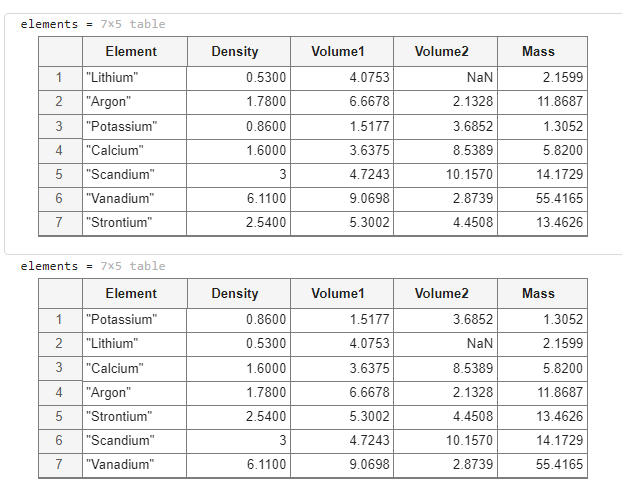 elements = 7×5 table
Element Density Volume1 Volume2 Mass
1 "Lithium" 0.5300 4.0753 NaN 2.1599
2 "Argon" 1.7800 6.6678 2.1328 11.8687
3 "Potassium" 0.8600 1.5177 3.6852 1.3052
4 "Calcium" 1.6000 3.6375 8.5389 5.8200
5 "Scandium" 3 4.7243 10.1570 14.1729
6 "Vanadium" 6.1100 9.0698 2.8739 55.4165
7 "Strontium" 2.5400 5.3002 4.4508 13.4626
elements = 7×5 table
Element Density Volume1 Volume2 Mass
1 "Potassium" 0.8600 1.5177 3.6852 1.3052
2 "Lithium" 0.5300 4.0753 NaN 2.1599
3 "Calcium" 1.6000 3.6375 8.5389 5.8200
4 "Argon" 1.7800 6.6678 2.1328 11.8687
5 "Strontium" 2.5400 5.3002 4.4508 13.4626
6 "Scandium" 3 4.7243 10.1570 14.1729
7 "Vanadium" 6.1100 9.0698 2.8739 55.4165